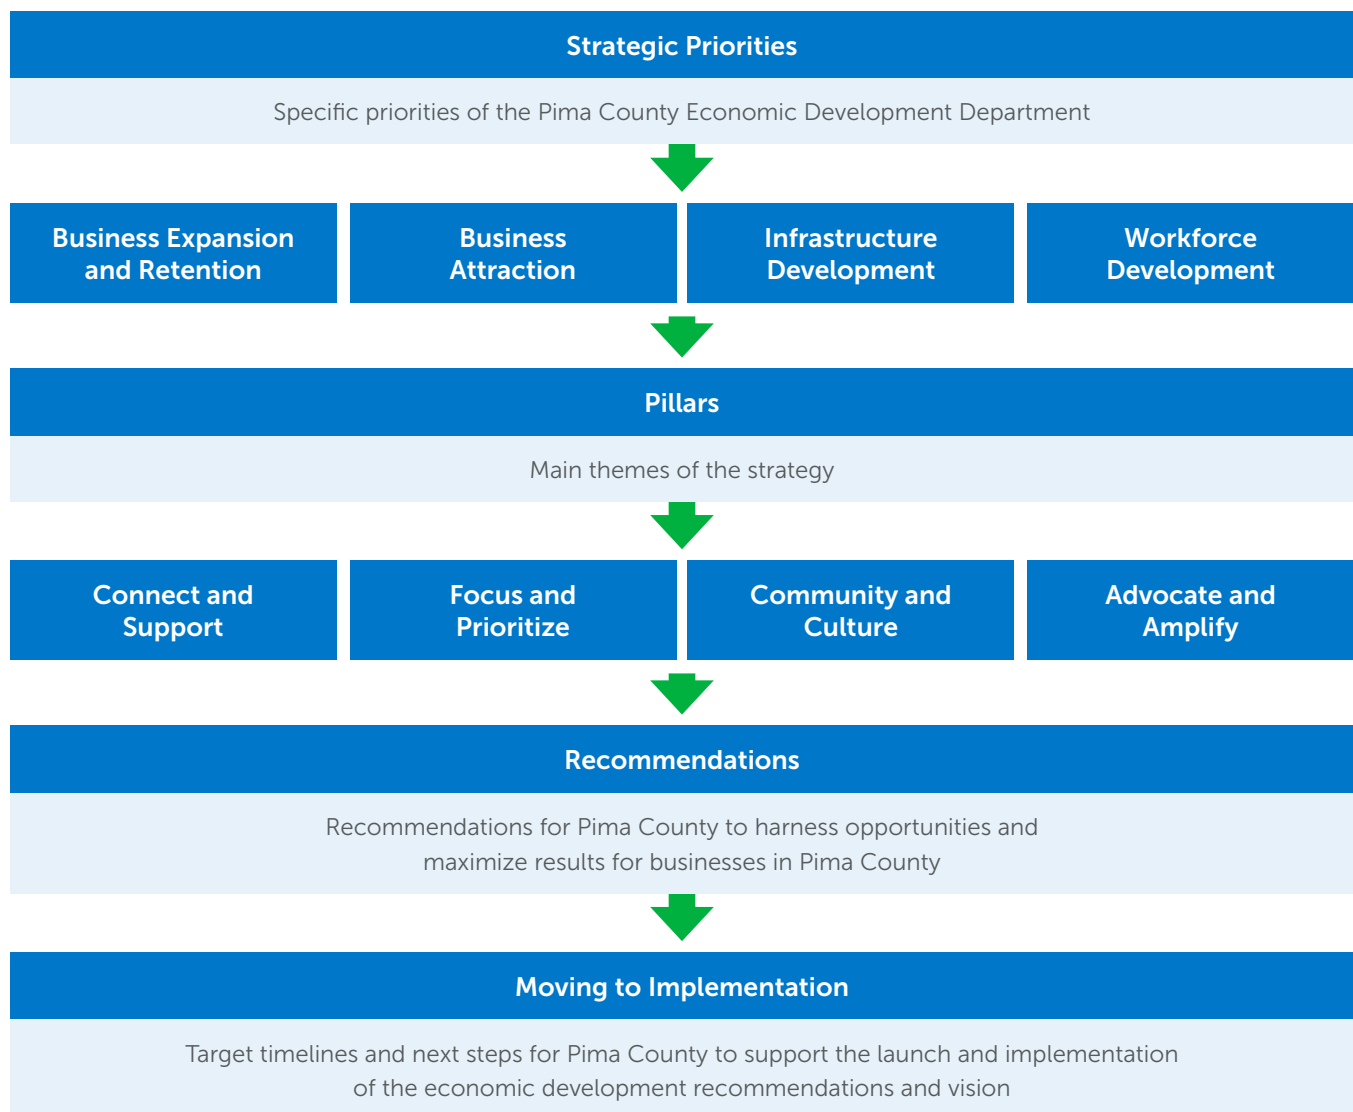 Strategic Priorities
Specific priorities of the Pima County Economic Development Department
Business Expansion
and Retention
Business
Attraction
Infrastructure
Development
Workforce
Development
Pillars
Main themes of the strategy
Connect and
Support
Focus and
Prioritize
Community and
Culture
Advocate and
Amplify
Recommendations
Recommendations for Pima County to harness opportunities and
maximize results for businesses in Pima County
Moving to Implementation
Target timelines and next steps for Pima County to support the launch and implementation
of the economic development recommendations and vision